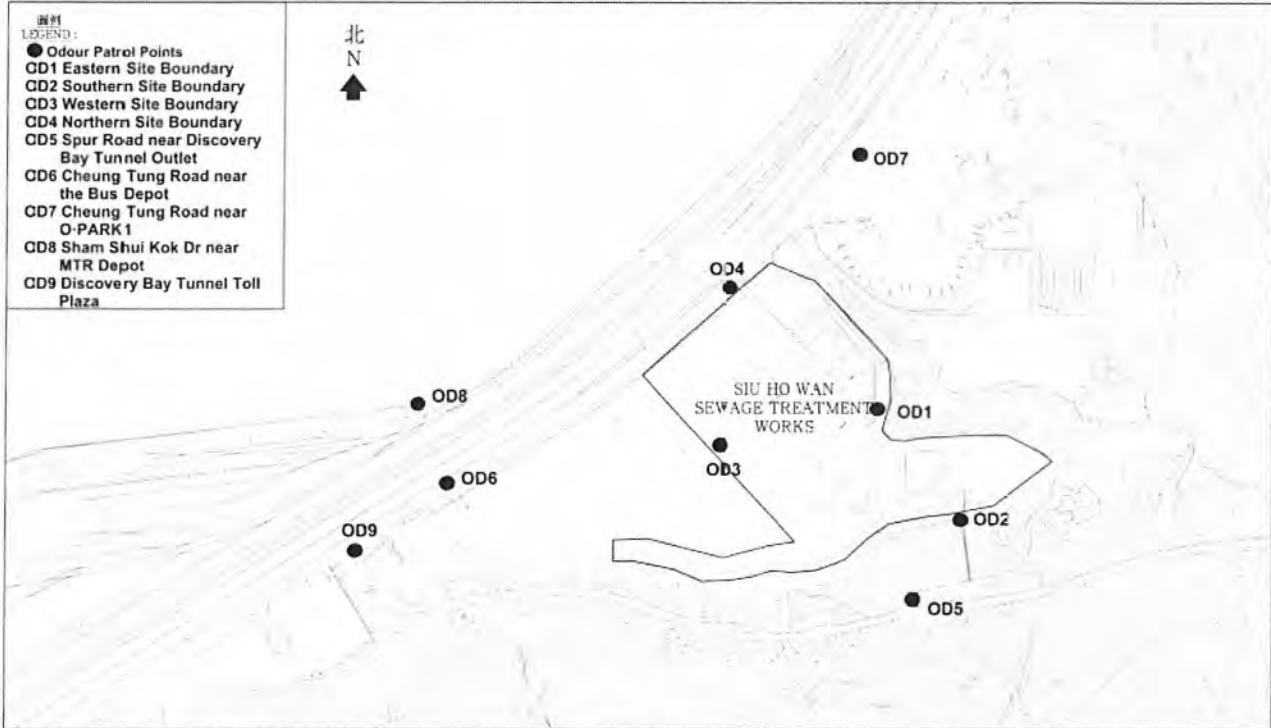 圖例
LEGEND :
Odour Patrol Points
OD1 Eastern Site Boundary
OD2 Southern Site Boundary
OD3 Western Site Boundary
OD4 Northern Site Boundary
OD5 Spur Road near Discovery
Bay Tunnel Outlet
OD6 Cheung Tung Road near
the Bus Depot
OD7 Cheung Tung Road near
O-PARK1
OD8 Sham Shui Kok Dr near
MTR Depot
OD9 Discovery Bay Tunnel Toll
Plaza
北
N
OD7
OD4
OD8
SIU HO WAN
SEWAGE TREATMENT
WORKS
OD1
OD3
OD6
OD2
OD9
OD5